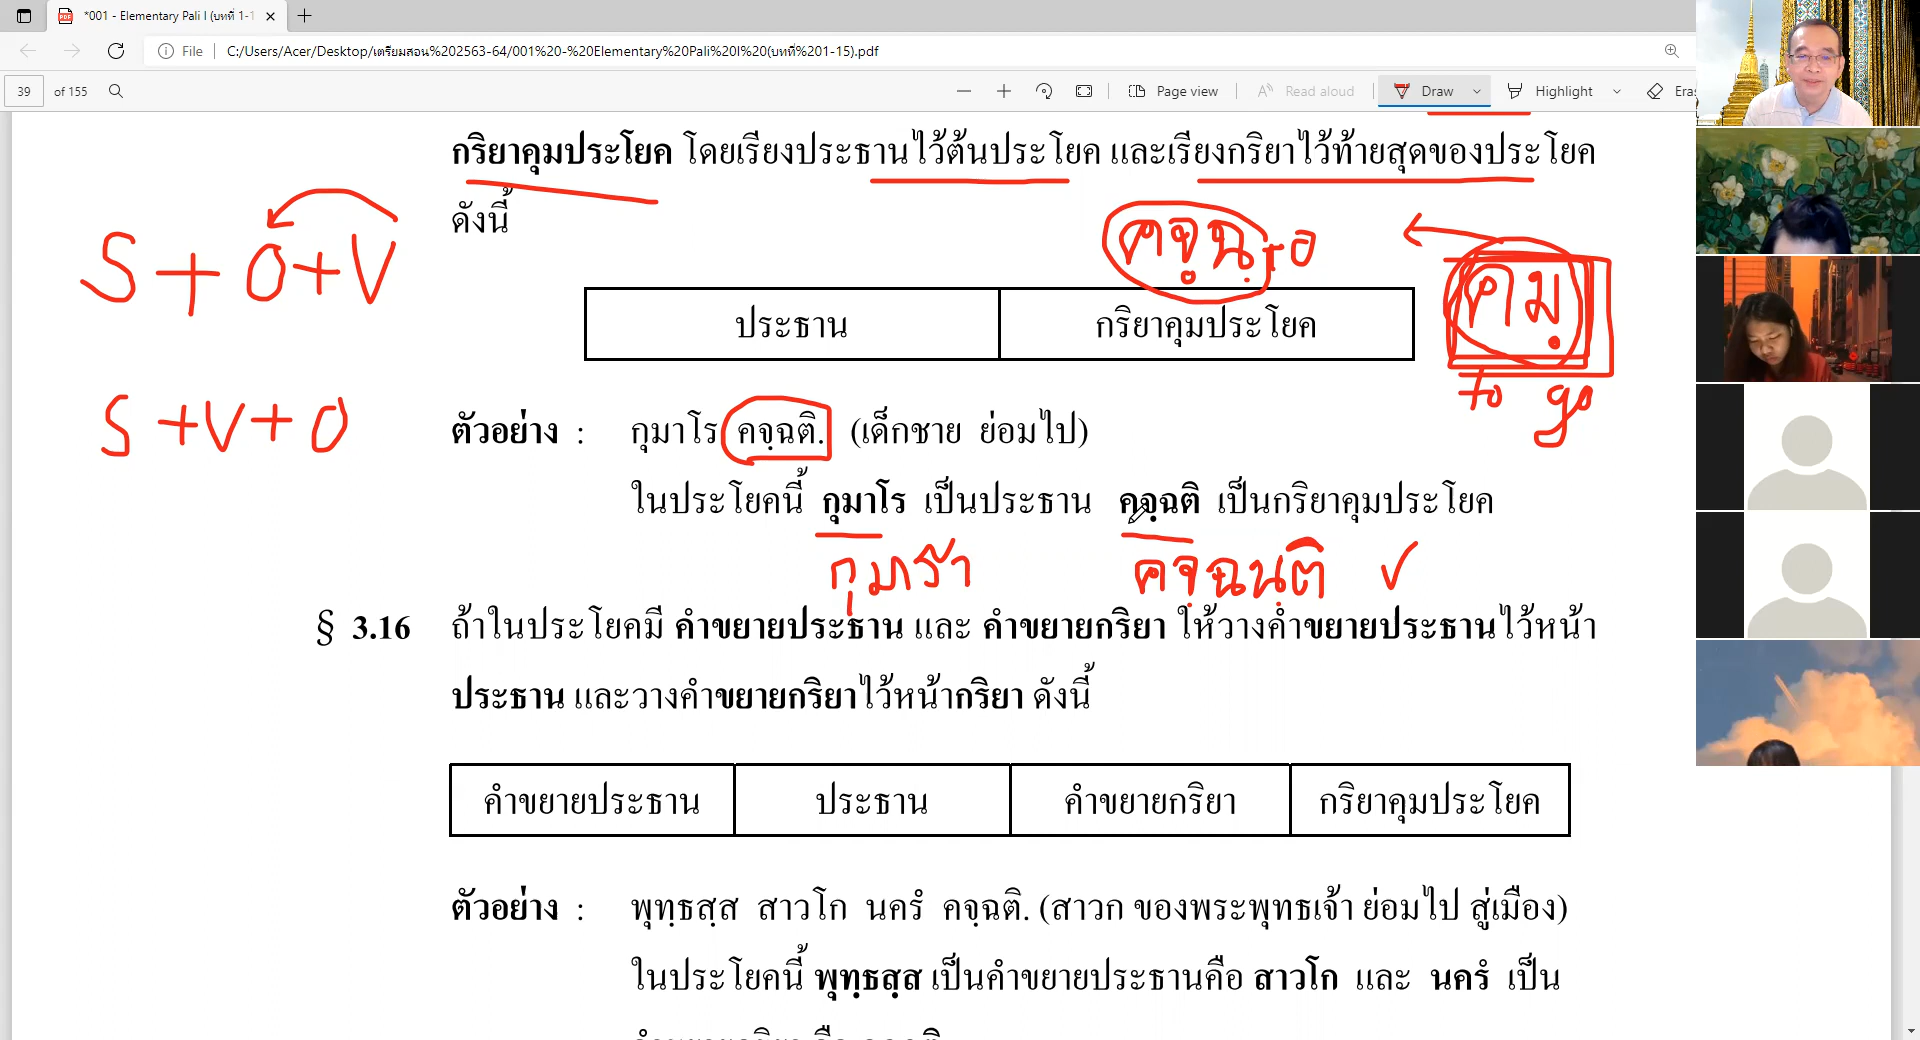 *001 - Elementary Pali I (บทที่ 1-1
File C:/Users/Acer/Desktop/เตรียมสอน%202563-64/001%20-%20Elementary%20Pali%20I%20(บทที่%201-15).pdf
39 of 155 Page view Read aloud Draw Highlight Eras
กริยาคุมประโยค โดยเรียงประธานไว้ต้นประโยค และเรียงกริยาไว้ท้ายสุดของประโยค
ดังนี้
S + O + V
คจฺฉ + o
คมฺ
to go
ประธาน กริยาคุมประโยค
S + V + O
ตัวอย่าง : กุมาโร คจฺฉติ. (เด็กชาย ย่อมไป)
ในประโยคนี้ กุมาโร เป็นประธาน คจฺฉติ เป็นกริยาคุมประโยค
กุมารา คจฺฉนฺติ ✓
§ 3.16 ถ้าในประโยคมี คำขยายประธาน และ คำขยายกริยา ให้วางคำขยายประธานไว้หน้า
ประธาน และวางคำขยายกริยาไว้หน้ากริยา ดังนี้
คำขยายประธาน ประธาน คำขยายกริยา กริยาคุมประโยค
ตัวอย่าง : พุทฺธสฺส สาวโก นครํ คจฺฉติ. (สาวก ของพระพุทธเจ้า ย่อมไป สู่เมือง)
ในประโยคนี้ พุทฺธสฺส เป็นคำขยายประธานคือ สาวโก และ นครํ เป็น